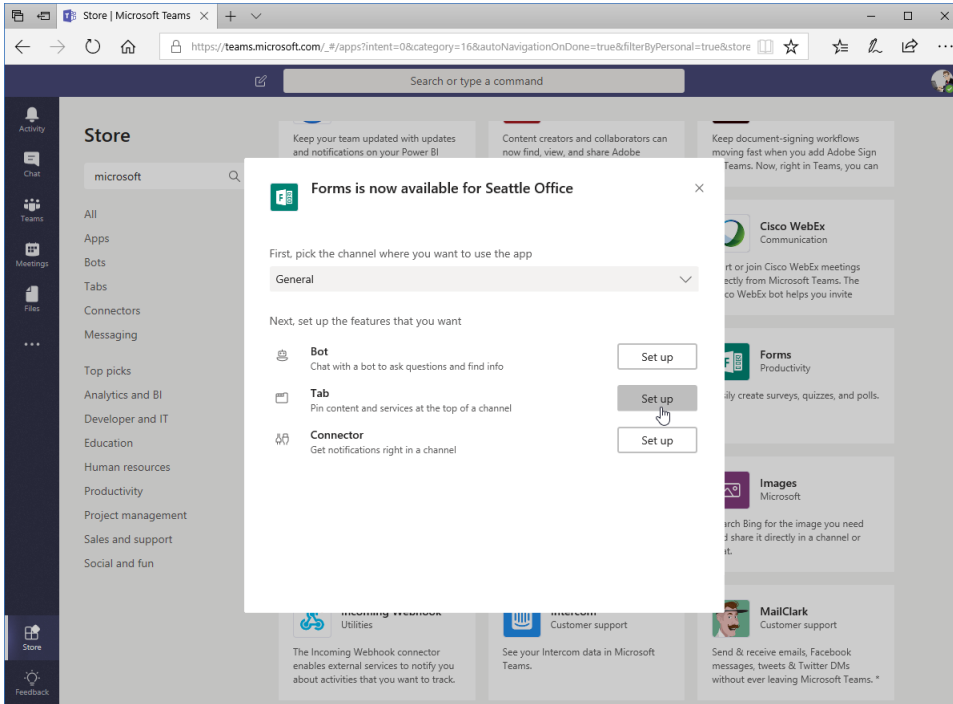 Store | Microsoft Teams
https://teams.microsoft.com/_#/apps?intent=0&category=16&autoNavigationOnDone=true&filterByPersonal=true&store
Search or type a command
Activity
Chat
Teams
Meetings
Files
Store
Feedback
Store
microsoft
All
Apps
Bots
Tabs
Connectors
Messaging
Top picks
Analytics and BI
Developer and IT
Education
Human resources
Productivity
Project management
Sales and support
Social and fun
Keep your team updated with updates
and notifications on your Power BI
Content creators and collaborators can
now find, view, and share Adobe
Keep document-signing workflows
moving fast when you add Adobe Sign
Teams. Now, right in Teams, you can
Forms is now available for Seattle Office
First, pick the channel where you want to use the app
General
Next, set up the features that you want
Bot
Chat with a bot to ask questions and find info
Set up
Tab
Pin content and services at the top of a channel
Set up
Connector
Get notifications right in a channel
Set up
Cisco WebEx
Communication
or join Cisco WebEx meetings
from Microsoft Teams. The
WebEx bot helps you invite
Forms
Productivity
create surveys, quizzes, and polls.
Images
Microsoft
Bing for the image you need
share it directly in a channel or
Incoming Webhook
Utilities
The Incoming Webhook connector
enables external services to notify you
about activities that you want to track.
Intercom
Customer support
See your Intercom data in Microsoft
Teams.
MailClark
Customer support
Send & receive emails, Facebook
messages, tweets & Twitter DMs
without ever leaving Microsoft Teams. *